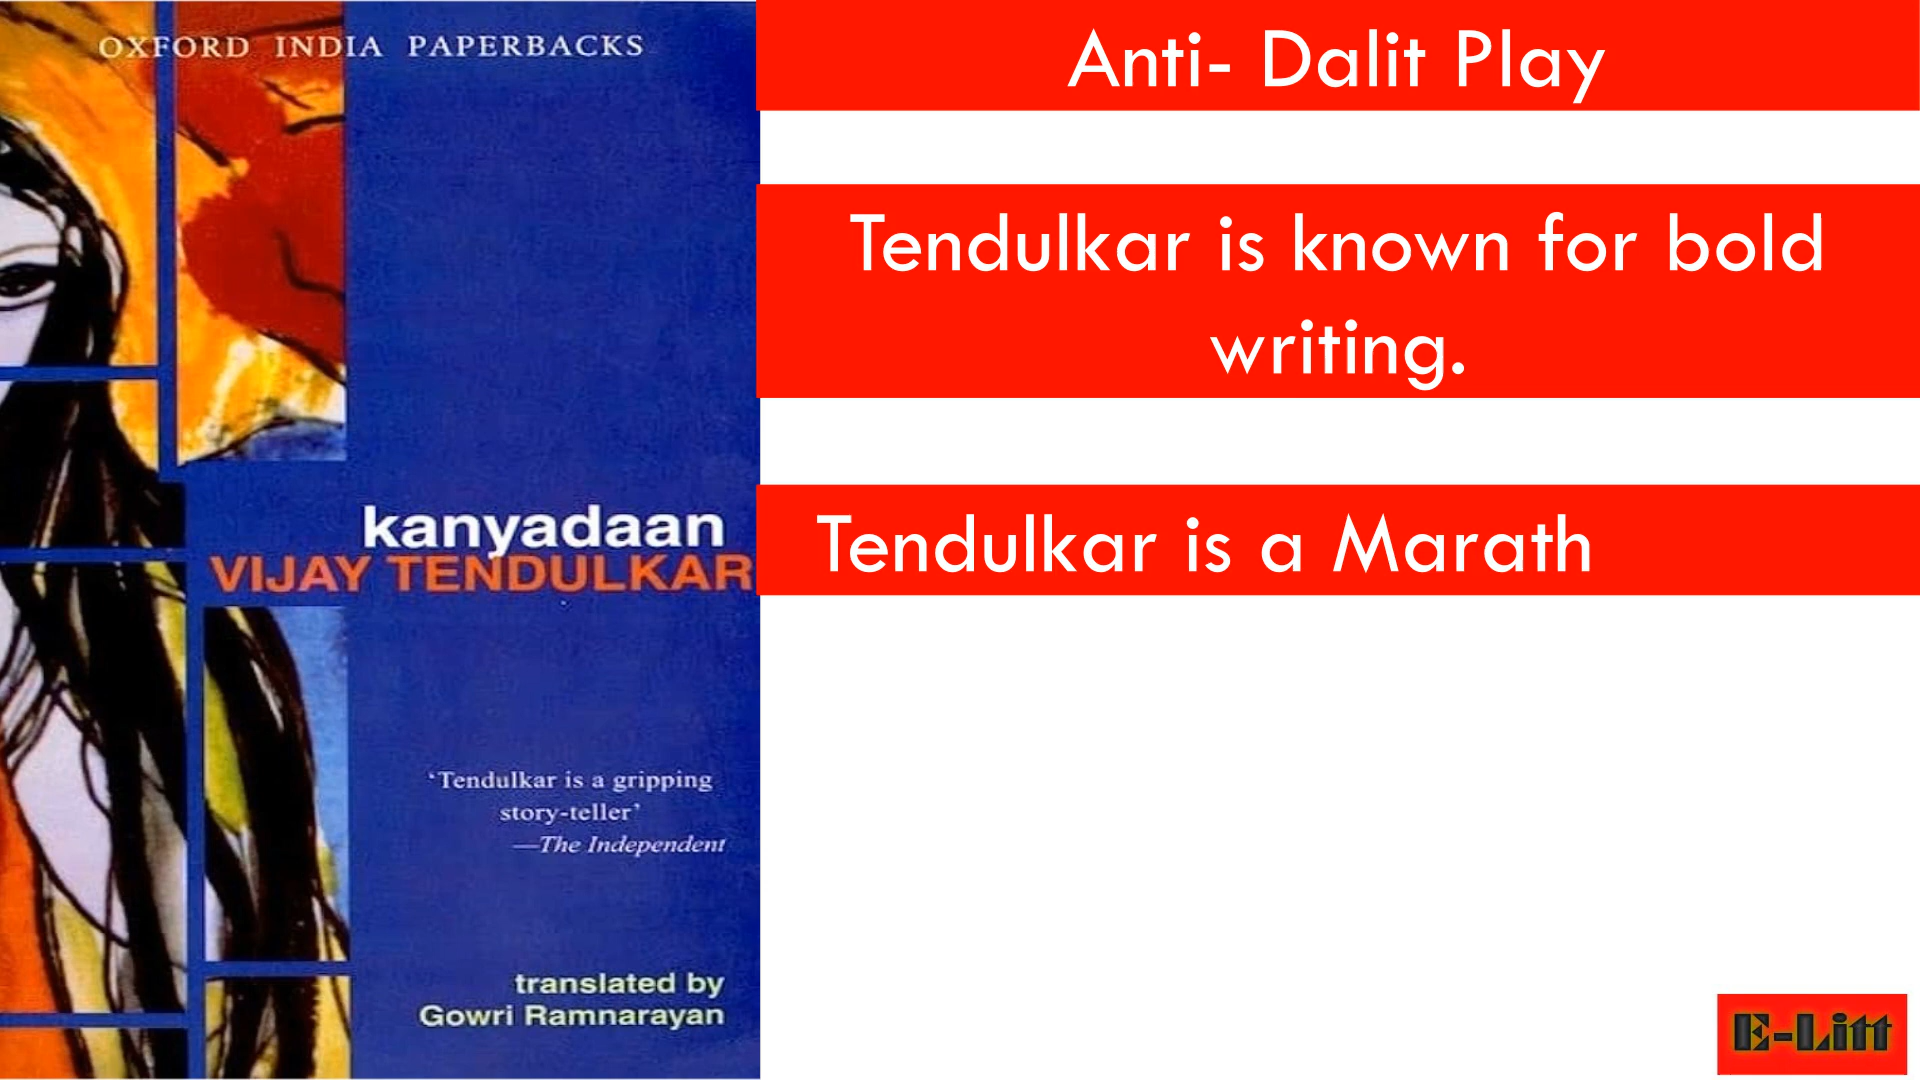 OXFORD INDIA PAPERBACKS
kanyadaan
VIJAY TENDULKAR
‘Tendulkar is a gripping
story-teller’
—The Independent
translated by
Gowri Ramnarayan
Anti- Dalit Play
Tendulkar is known for bold
writing.
Tendulkar is a Marath
E-Litt